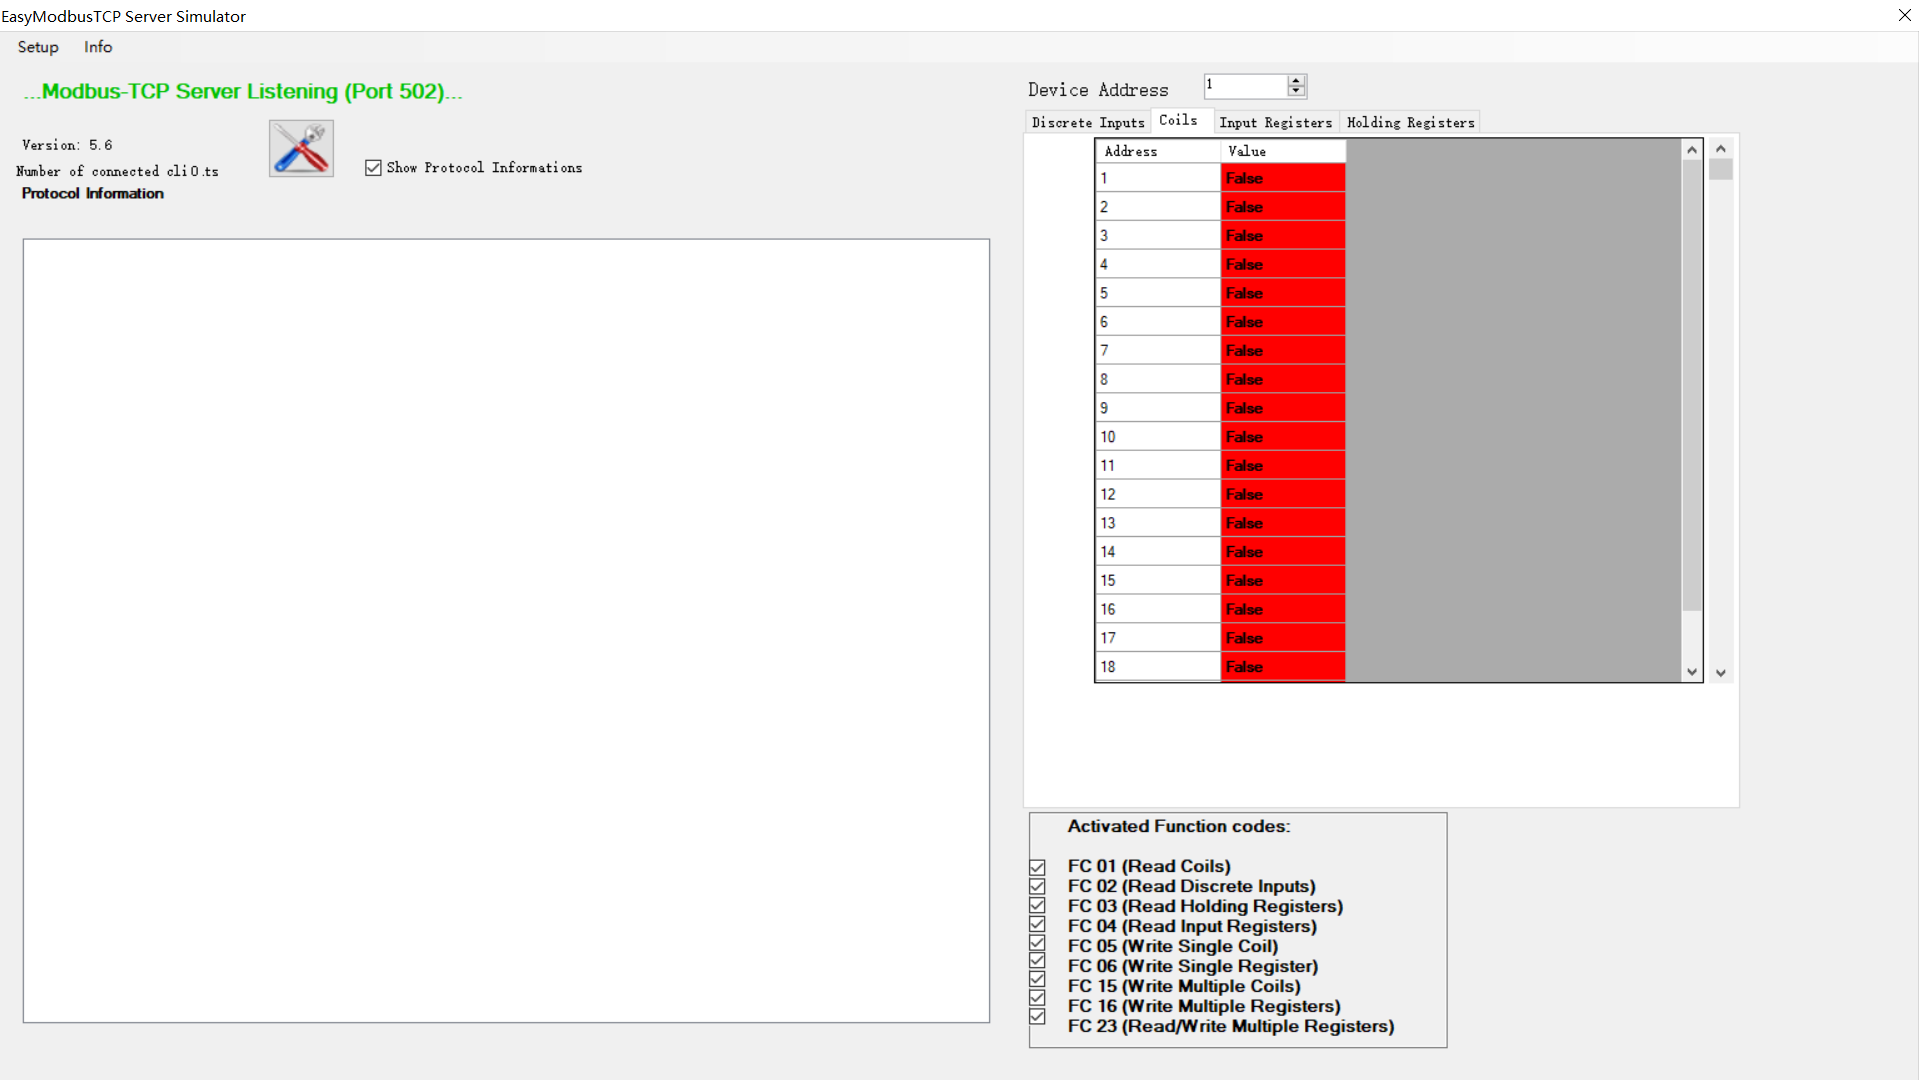 EasyModbusTCP Server Simulator
Setup Info
...Modbus-TCP Server Listening (Port 502)...
Version: 5.6
Number of connected cli0.ts
Show Protocol Informations
Protocol Information
Device Address 1
Discrete Inputs Coils Input Registers Holding Registers
Address Value
1 False
2 False
3 False
4 False
5 False
6 False
7 False
8 False
9 False
10 False
11 False
12 False
13 False
14 False
15 False
16 False
17 False
18 False
Activated Function codes:
FC 01 (Read Coils)
FC 02 (Read Discrete Inputs)
FC 03 (Read Holding Registers)
FC 04 (Read Input Registers)
FC 05 (Write Single Coil)
FC 06 (Write Single Register)
FC 15 (Write Multiple Coils)
FC 16 (Write Multiple Registers)
FC 23 (Read/Write Multiple Registers)